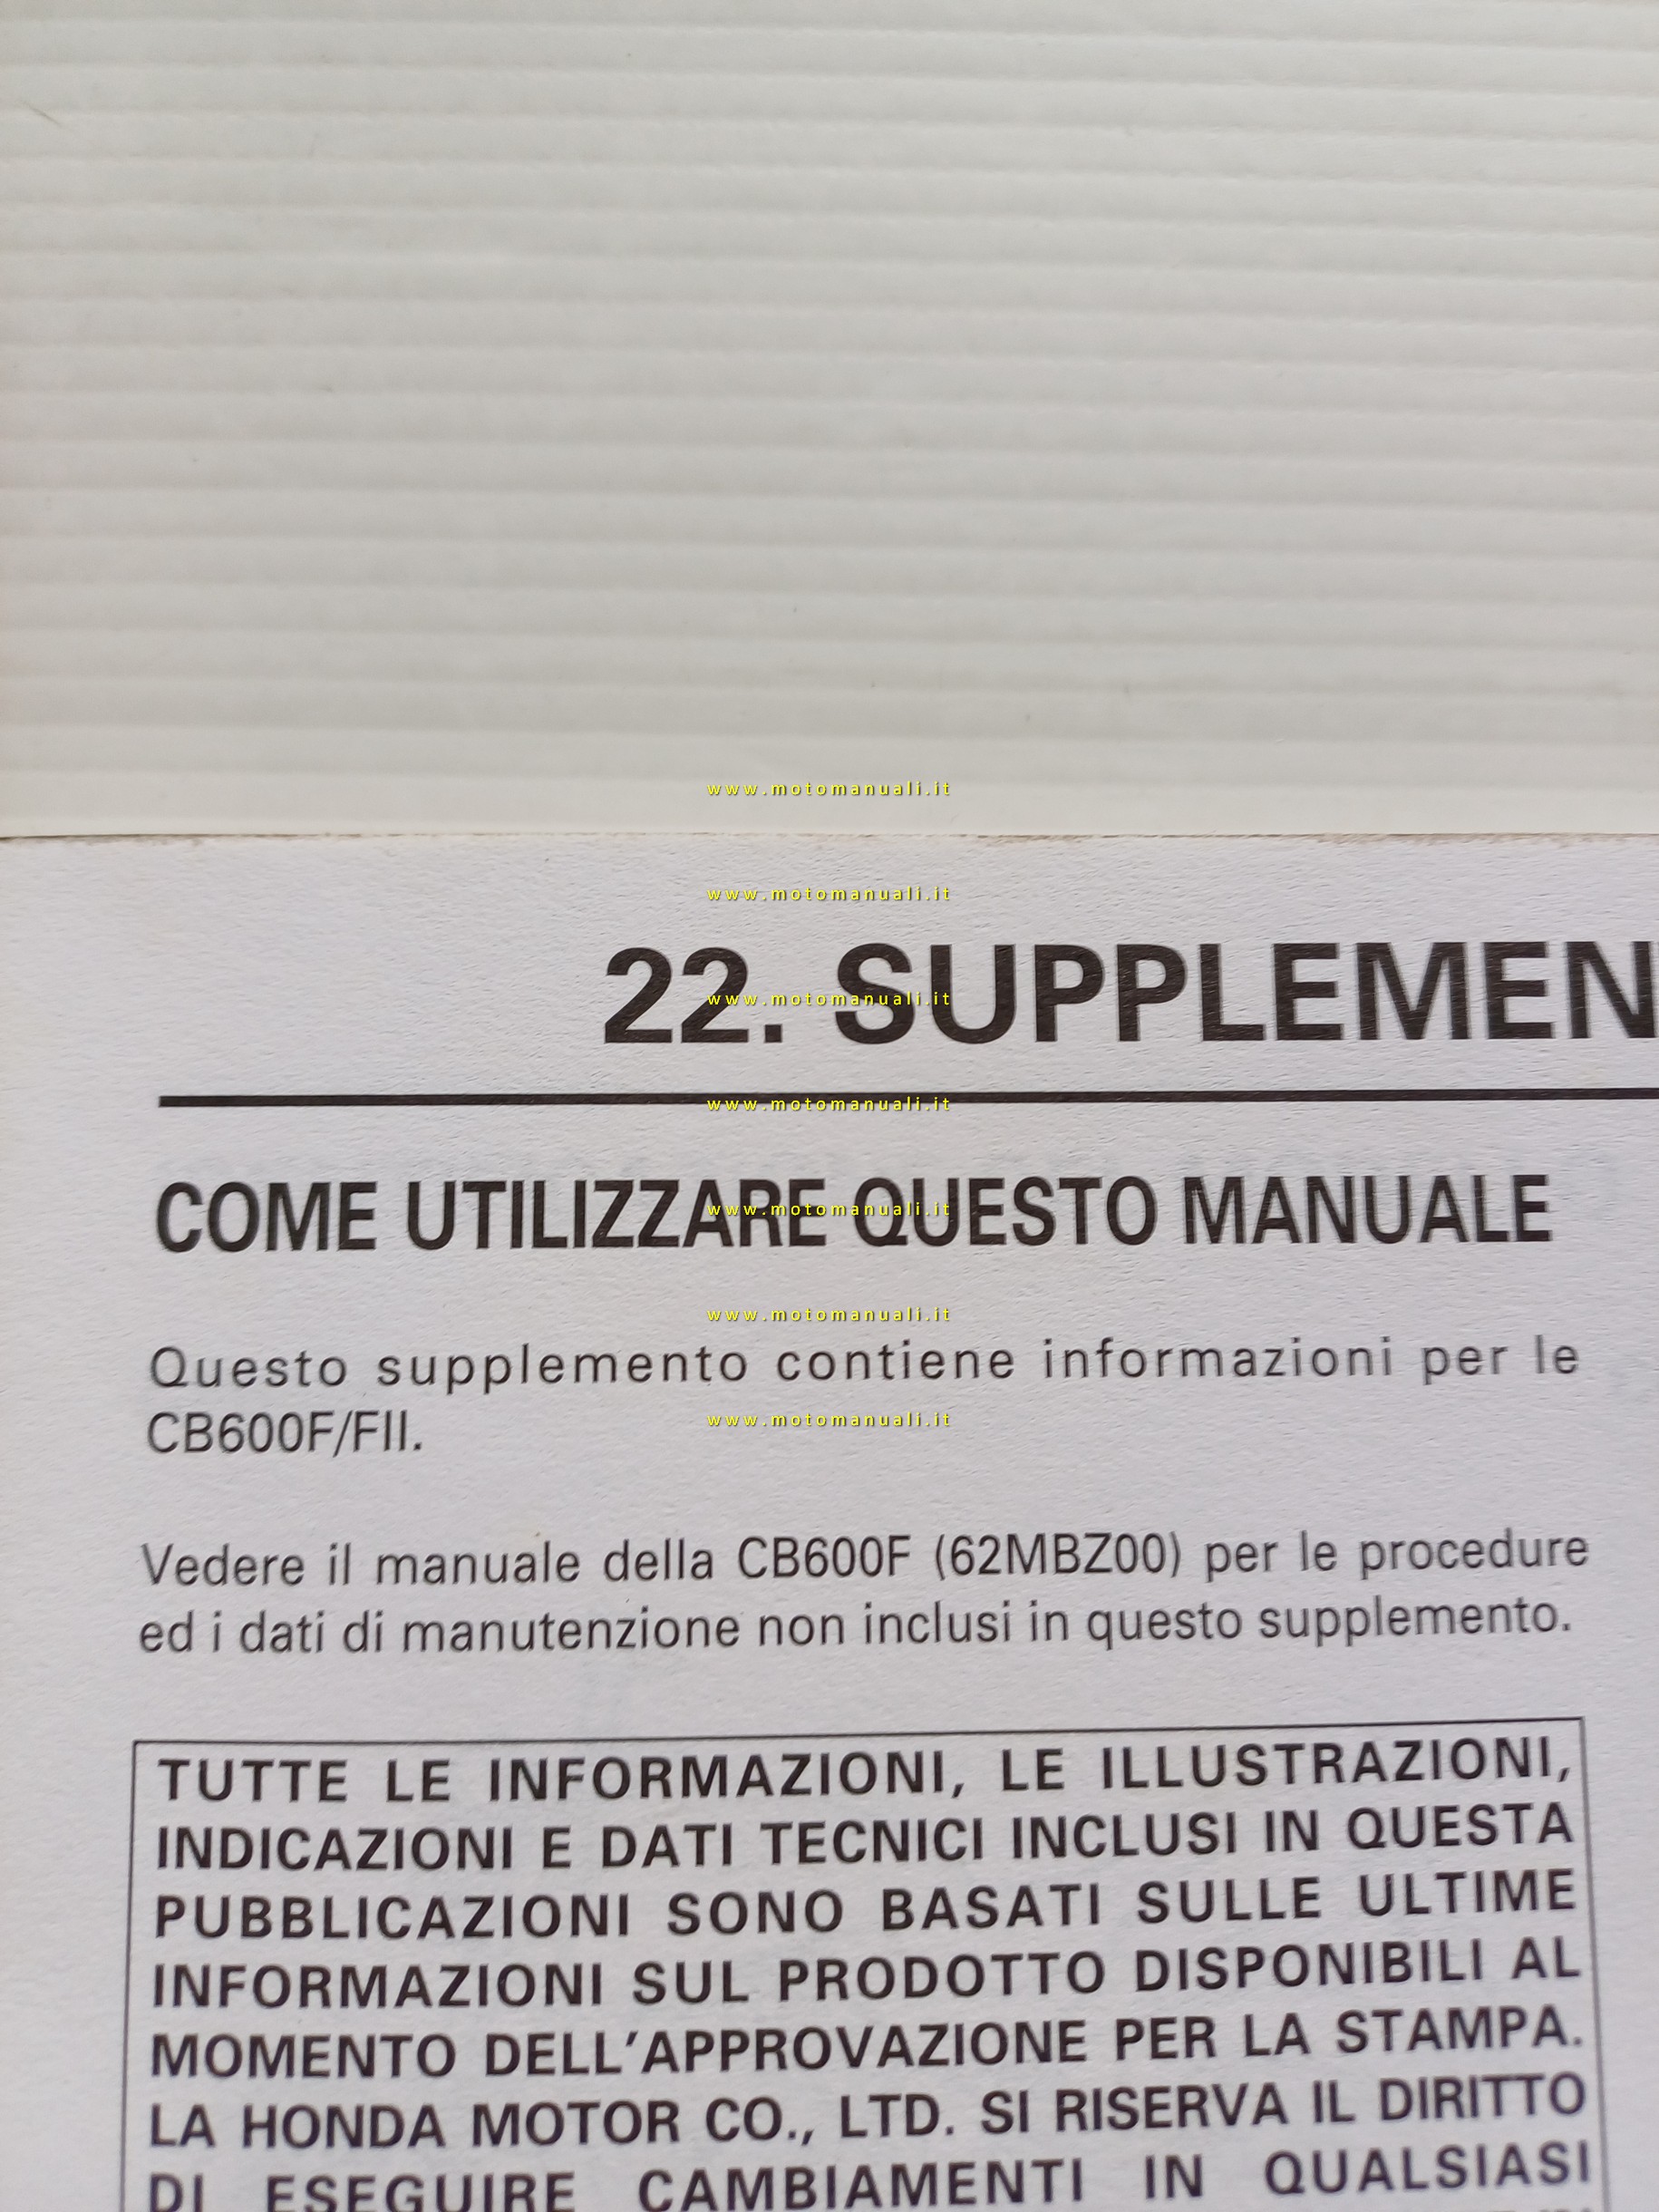 www.motomanuali.it
www.motomanuali.it
22. SUPPLEMEN
www.motomanuali.it
www.motomanuali.it
COME UTILIZZARE QUESTO MANUALE
www.motomanuali.it
www.motomanuali.it
Questo supplemento contiene informazioni per le
CB600F/FII.
www.motomanuali.it
Vedere il manuale della CB600F (62MBZ00) per le procedure
ed i dati di manutenzione non inclusi in questo supplemento.
TUTTE LE INFORMAZIONI, LE ILLUSTRAZIONI,
INDICAZIONI E DATI TECNICI INCLUSI IN QUESTA
PUBBLICAZIONI SONO BASATI SULLE ULTIME
INFORMAZIONI SUL PRODOTTO DISPONIBILI AL
MOMENTO DELL'APPROVAZIONE PER LA STAMPA.
LA HONDA MOTOR CO., LTD. SI RISERVA IL DIRITTO
DI ESEGUIRE CAMBIAMENTI IN QUALSIASI